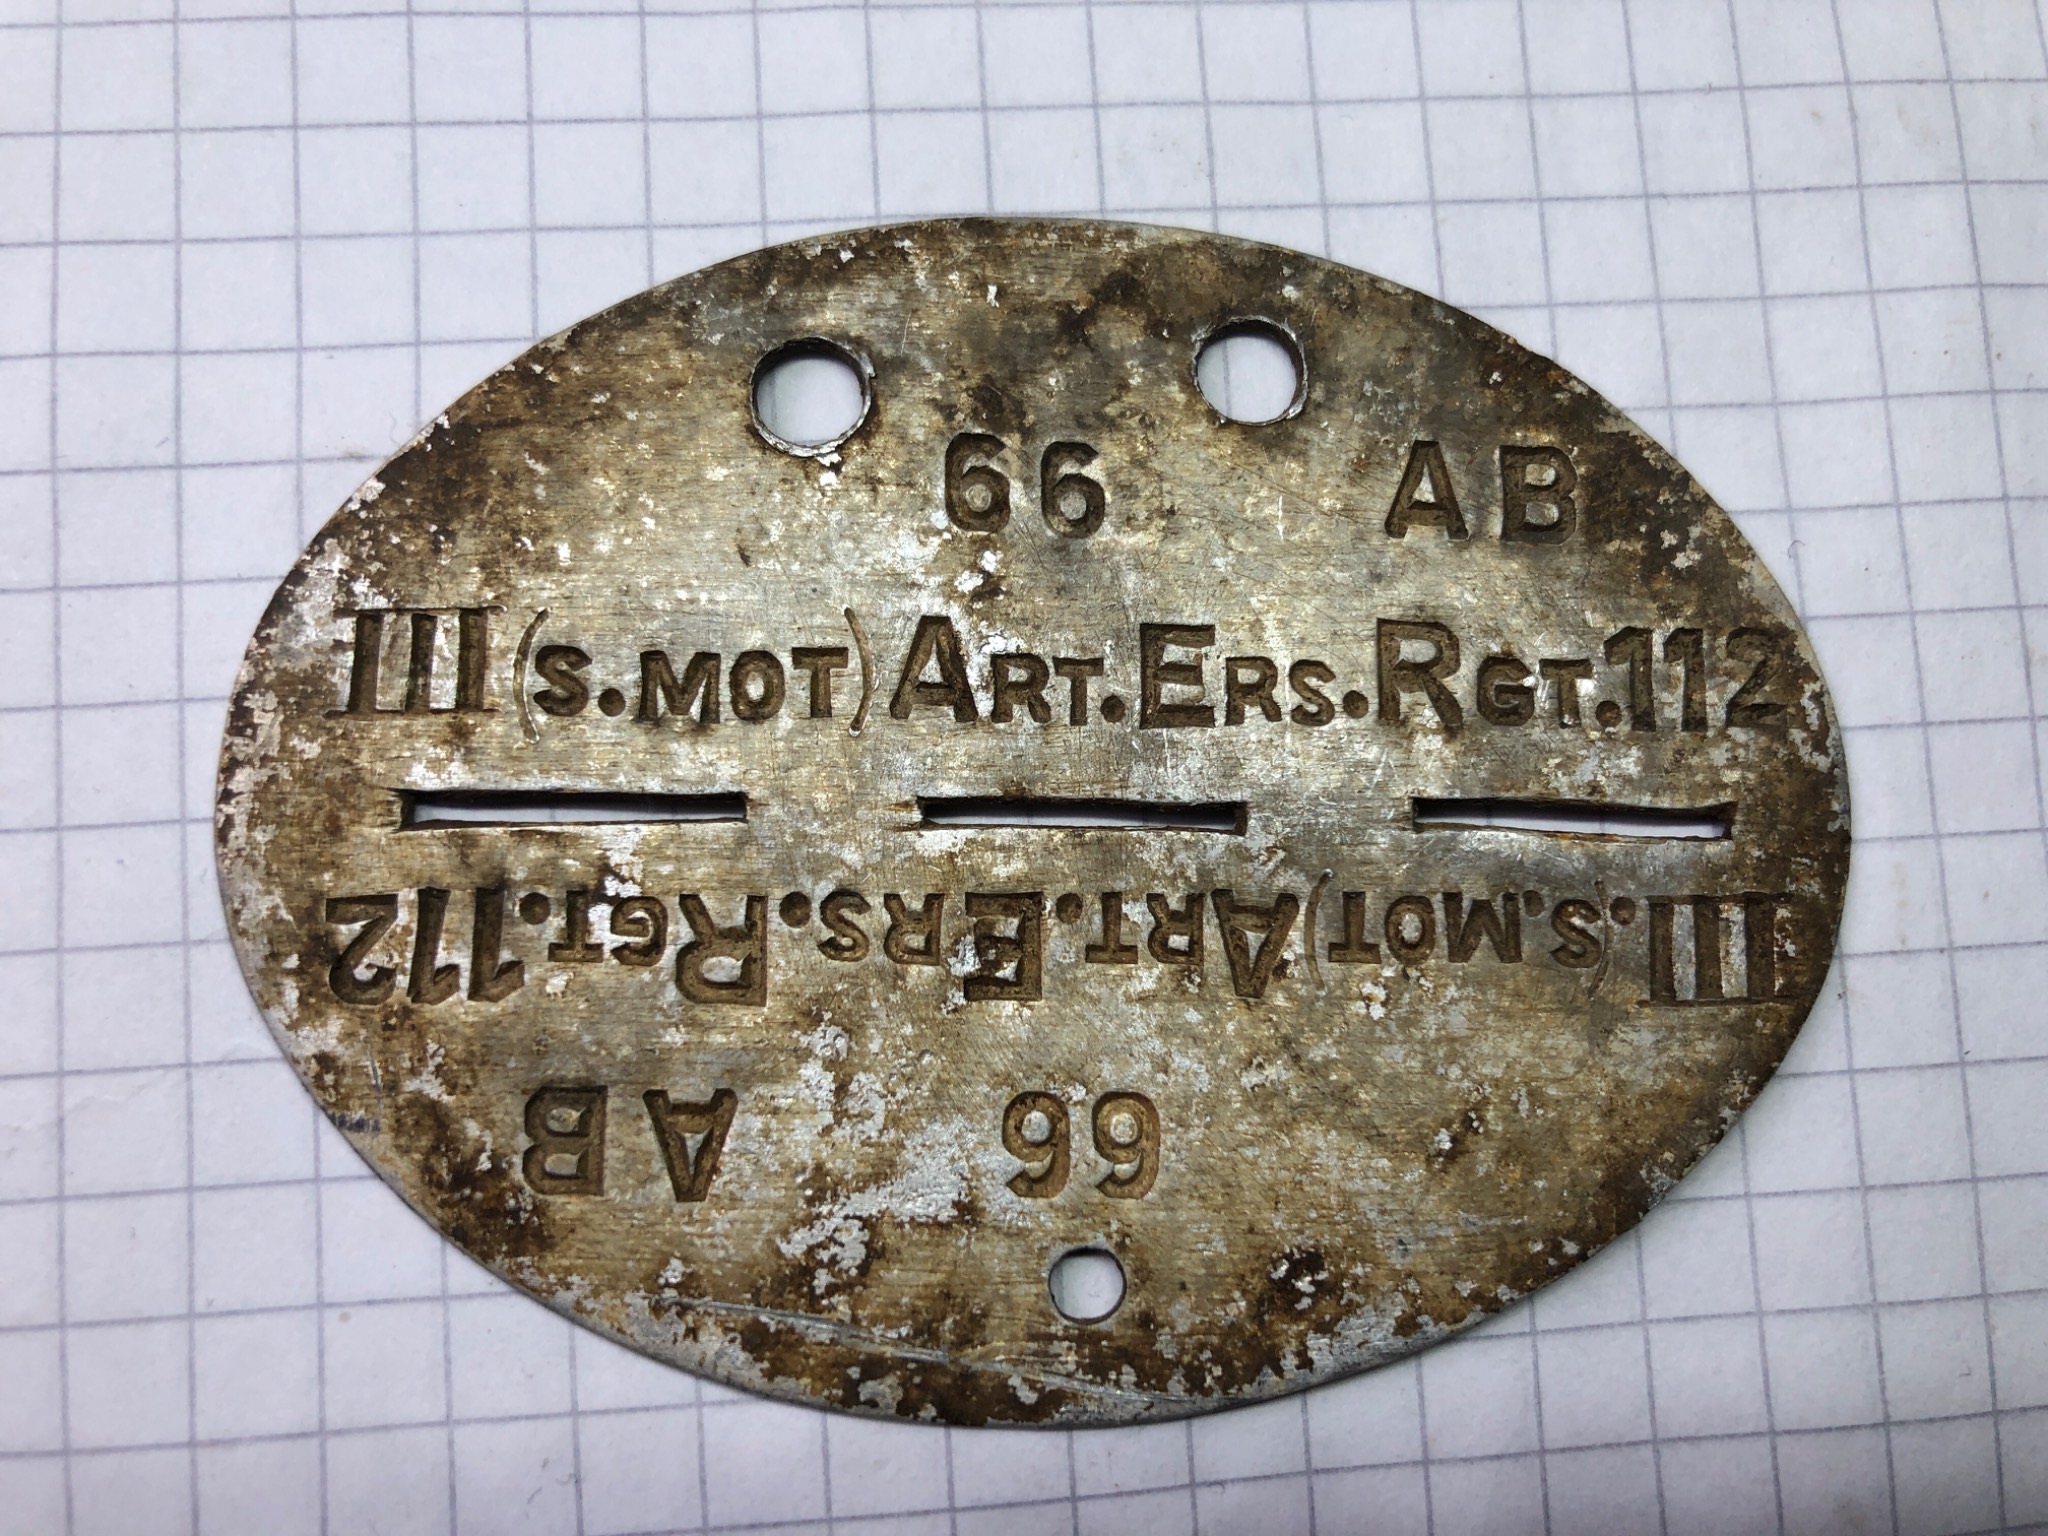 66 AB
III (S.MOT) ART.ERS.RGT.112
III.(S.MOT) ART.ERS.RGT.112
66 AB